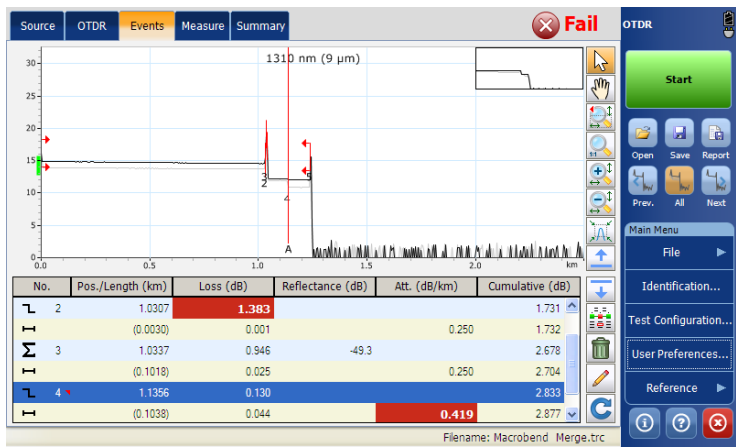 Source OTDR Events Measure Summary Fail OTDR
1310 nm (9 µm)
30
25
20
15
10
5
0.0 0.5 1.0 1.5 2.0 km
3
2
4
5
A
1:1
Start
Open Save Report
Prev. All Next
Main Menu
File
Identification...
Test Configuration...
User Preferences...
Reference
No. Pos./Length (km) Loss (dB) Reflectance (dB) Att. (dB/km) Cumulative (dB)
2 1.0307 1.383 1.731
(0.0030) 0.001 0.250 1.732
Σ 3 1.0337 0.946 -49.3 2.678
(0.1018) 0.025 0.250 2.704
4 * 1.1356 0.130 2.833
(0.1038) 0.044 0.419 2.877
Filename: Macrobend Merge.trc